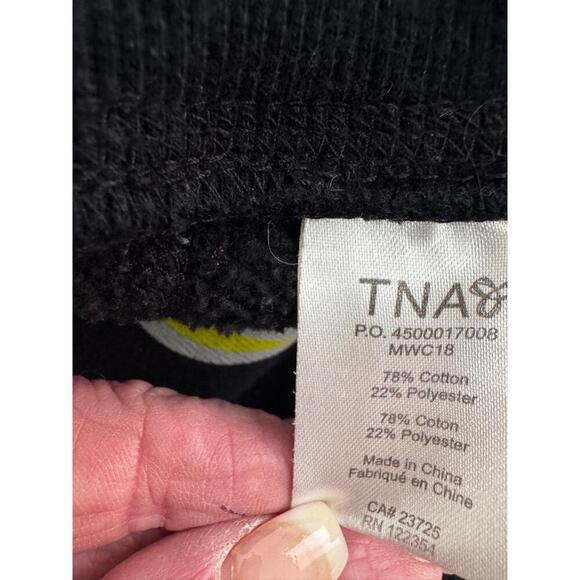 TNA
P.O. 4500017008
MWC18
78% Cotton
22% Polyester
78% Coton
22% Polyester
Made in China
Fabriqué en Chine
CA# 23725
RN 122364